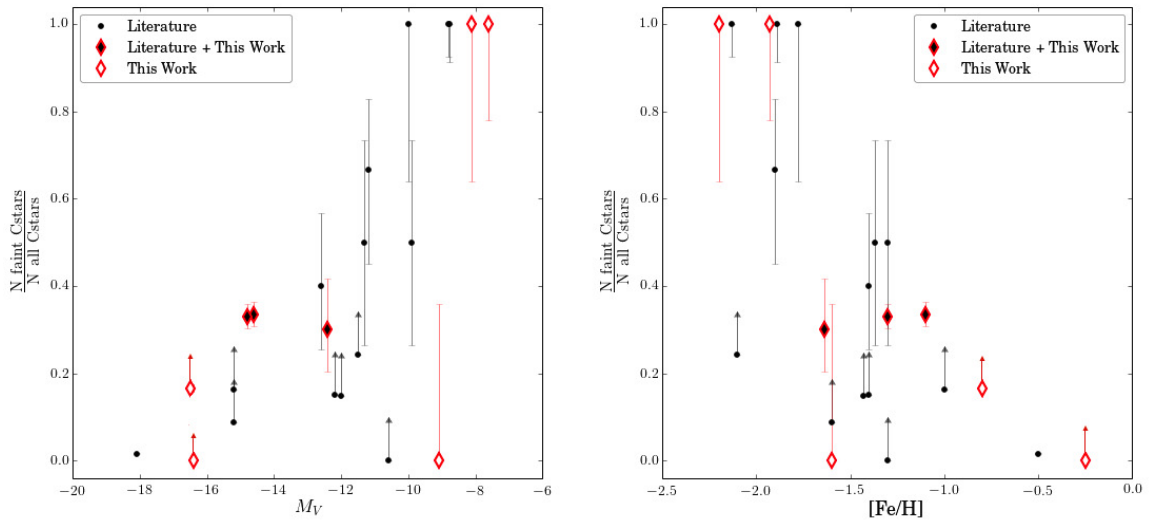 Literature
Literature + This Work
This Work
1.0
0.8
0.6
0.4
0.2
0.0
N faint Cstars
N all Cstars
−20
−18
−16
−14
−12
−10
−8
−6
M_V
Literature
Literature + This Work
This Work
1.0
0.8
0.6
0.4
0.2
0.0
N faint Cstars
N all Cstars
−2.5
−2.0
−1.5
−1.0
−0.5
0.0
[Fe/H]